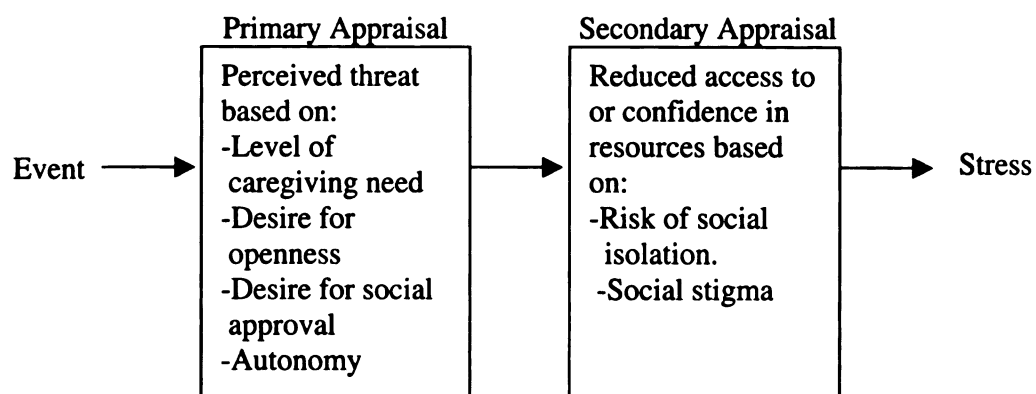 Primary Appraisal
Perceived threat
based on:
-Level of
caregiving need
-Desire for
openness
-Desire for social
approval
-Autonomy
Secondary Appraisal
Reduced access to
or confidence in
resources based
on:
-Risk of social
isolation.
-Social stigma
Event
Stress